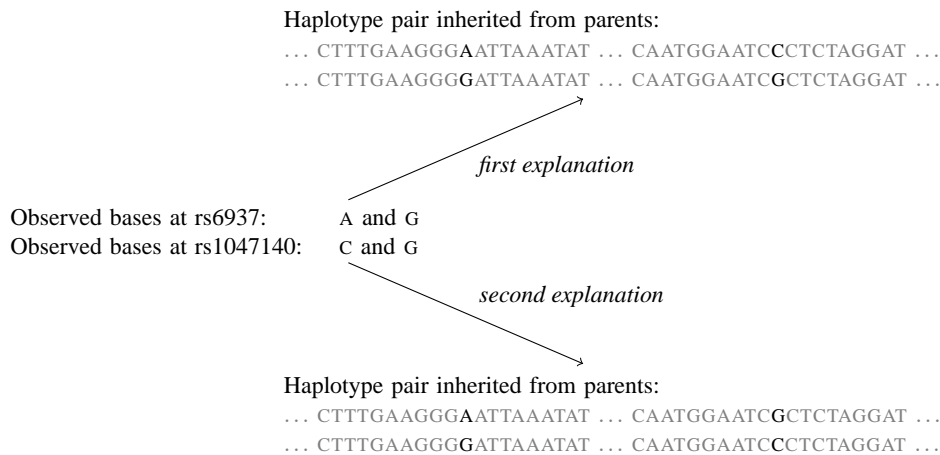 Haplotype pair inherited from parents:
... CTTTGAAGGGAATTAAATAT ... CAATGGAATCCCTCTAGGAT ...
... CTTTGAAGGGGATTAAATAT ... CAATGGAATCGCTCTAGGAT ...
first explanation
Observed bases at rs6937: A and G
Observed bases at rs1047140: C and G
second explanation
Haplotype pair inherited from parents:
... CTTTGAAGGGAATTAAATAT ... CAATGGAATCGCTCTAGGAT ...
... CTTTGAAGGGGATTAAATAT ... CAATGGAATCCCTCTAGGAT ...